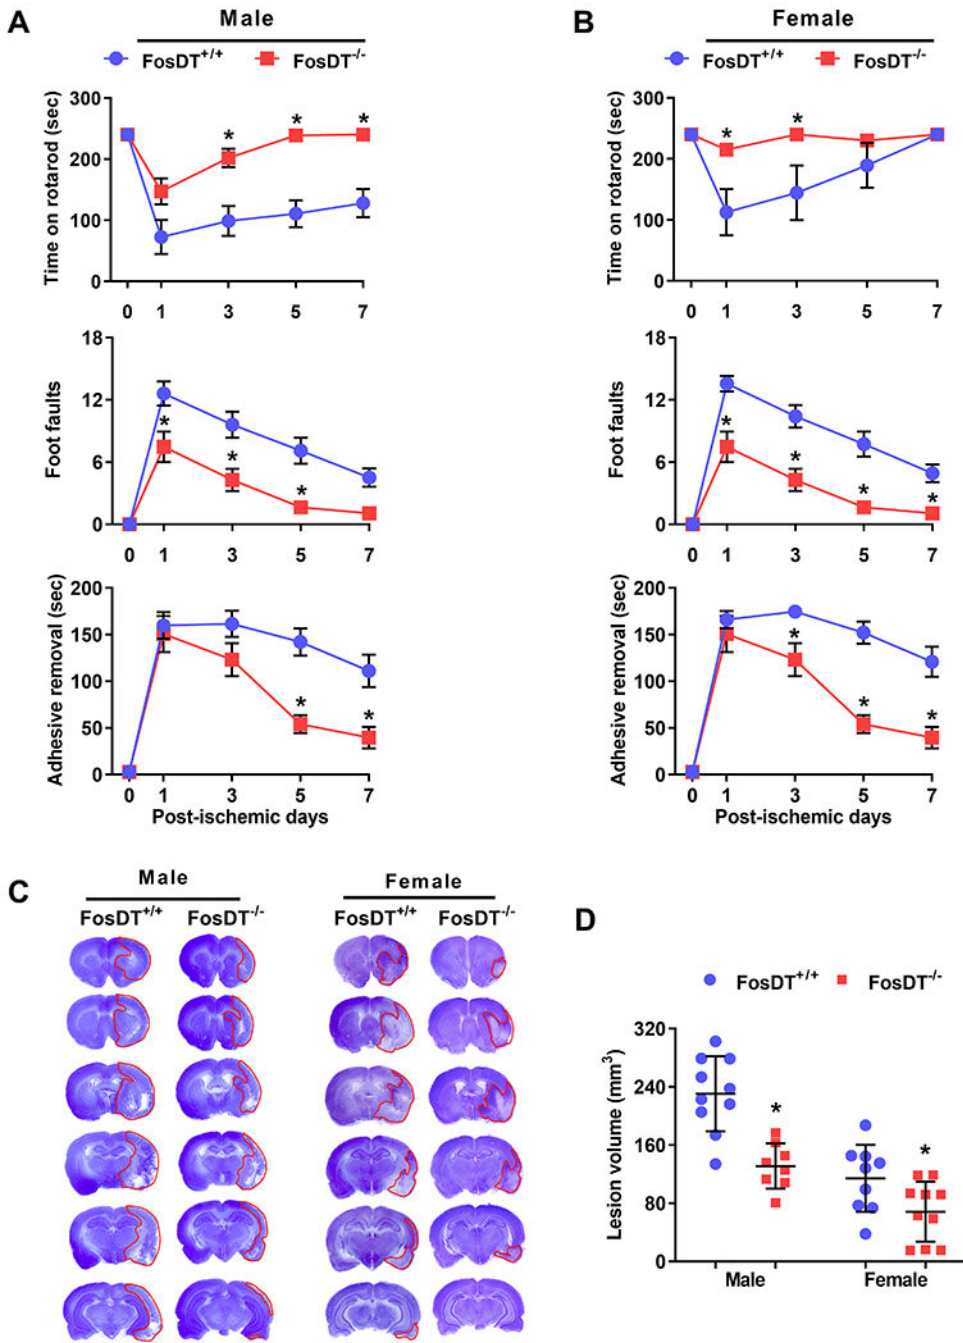 A
Male
FosDT+/+ FosDT-/-
Time on rotarod (sec)
300
200
100
0
0 1 3 5 7
*
*
*
Foot faults
18
12
6
0
0 1 3 5 7
*
*
*
Adhesive removal (sec)
200
150
100
50
0
0 1 3 5 7
*
*
Post-ischemic days
B
Female
FosDT+/+ FosDT-/-
Time on rotarod (sec)
300
200
100
0
0 1 3 5 7
*
*
Foot faults
18
12
6
0
0 1 3 5 7
*
*
*
*
Adhesive removal (sec)
200
150
100
50
0
0 1 3 5 7
*
*
*
Post-ischemic days
C
Male
FosDT+/+ FosDT-/-
Female
FosDT+/+ FosDT-/-
D
FosDT+/+ FosDT-/-
Lesion volume (mm3)
320
240
160
80
0
*
*
Male Female